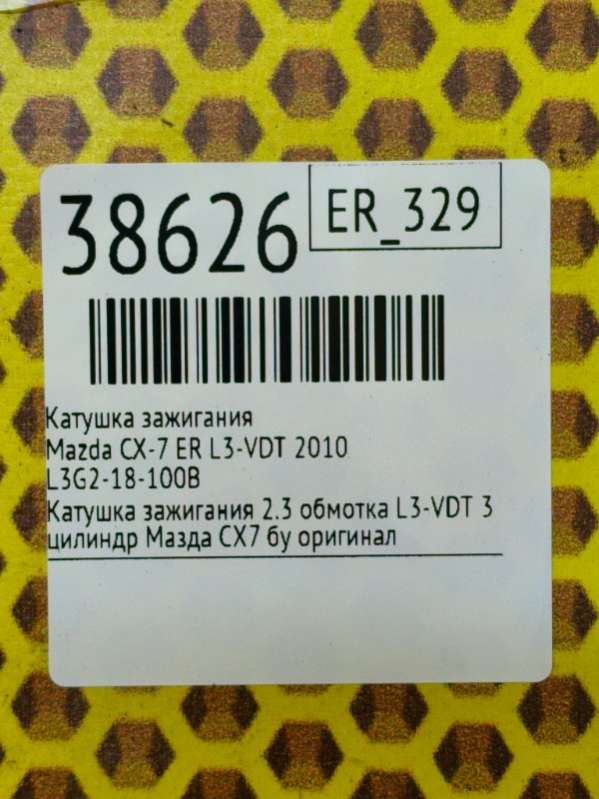 38626
ER_329
Катушка зажигания
Mazda CX-7 ER L3-VDT 2010
L3G2-18-100B
Катушка зажигания 2.3 обмотка L3-VDT 3
цилиндр Мазда CX7 бу оригинал